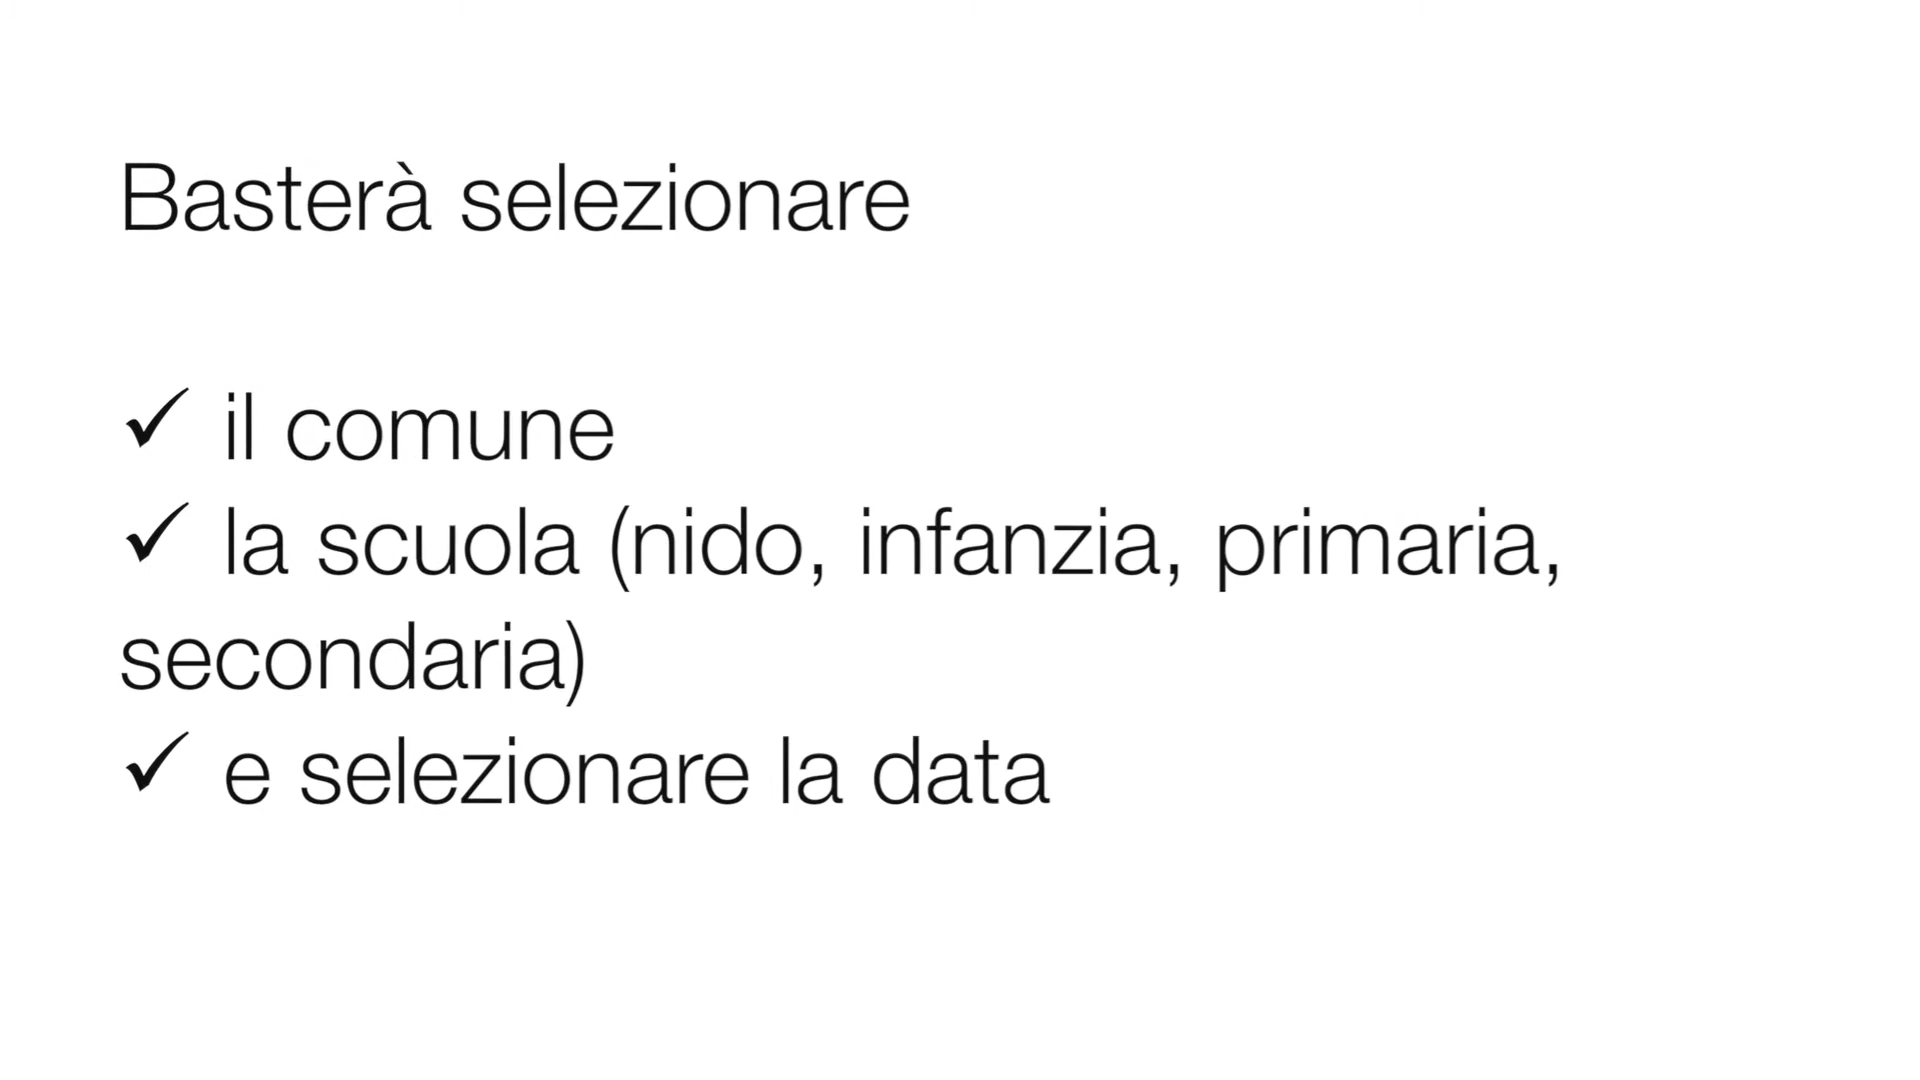 Basterà selezionare
✓ il comune
✓ la scuola (nido, infanzia, primaria,
secondaria)
✓ e selezionare la data